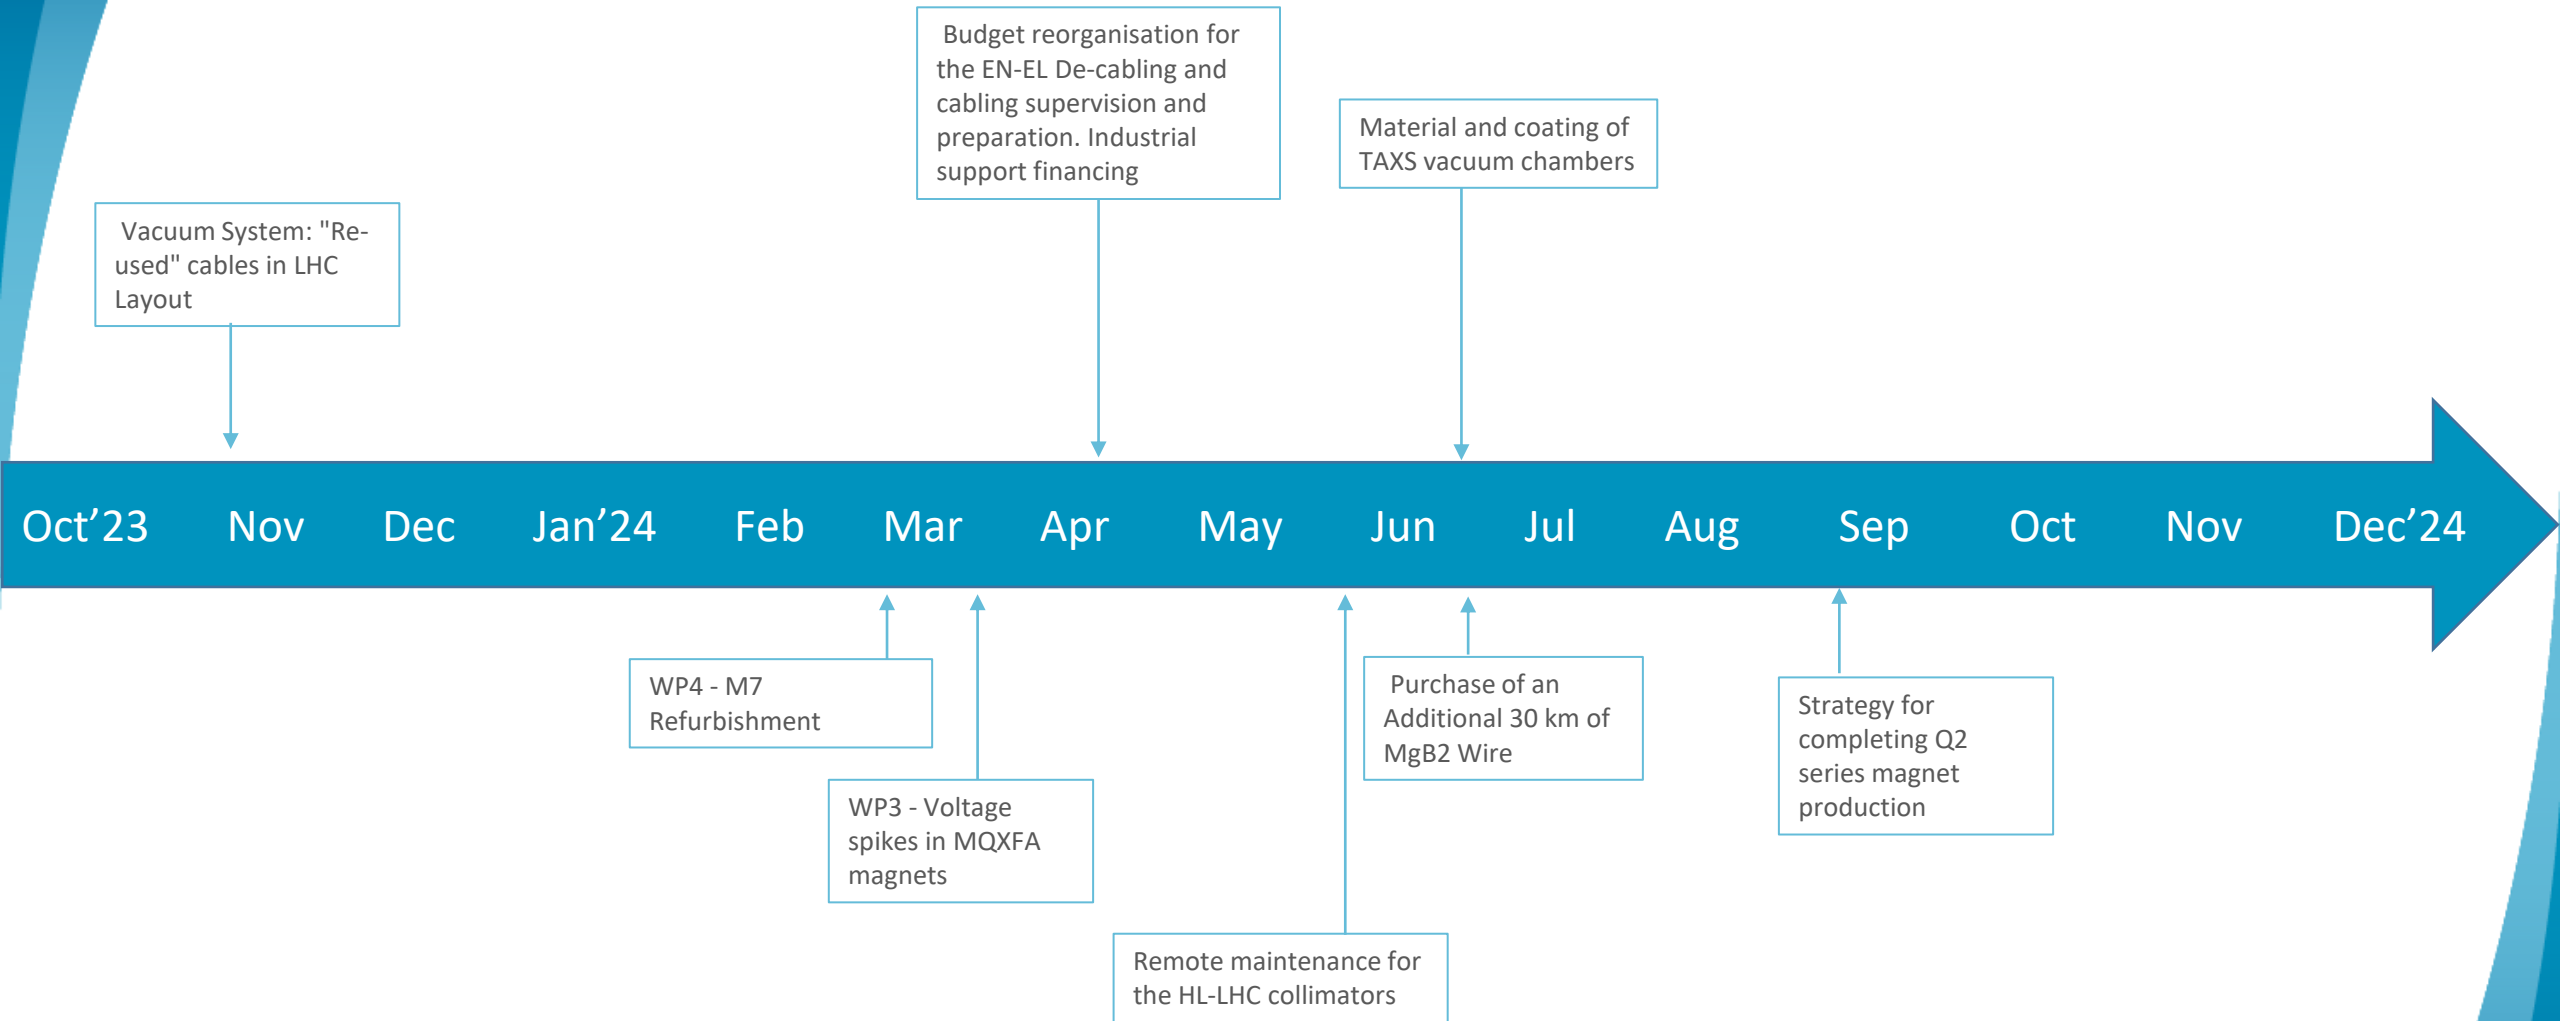 Budget reorganisation for
the EN-EL De-cabling and
cabling supervision and
preparation. Industrial
support financing
Material and coating of
TAXS vacuum chambers
Vacuum System: "Re-
used" cables in LHC
Layout
Oct’23 Nov Dec Jan’24 Feb Mar Apr May Jun Jul Aug Sep Oct Nov Dec’24
WP4 - M7
Refurbishment
WP3 - Voltage
spikes in MQXFA
magnets
Remote maintenance for
the HL-LHC collimators
Purchase of an
Additional 30 km of
MgB2 Wire
Strategy for
completing Q2
series magnet
production